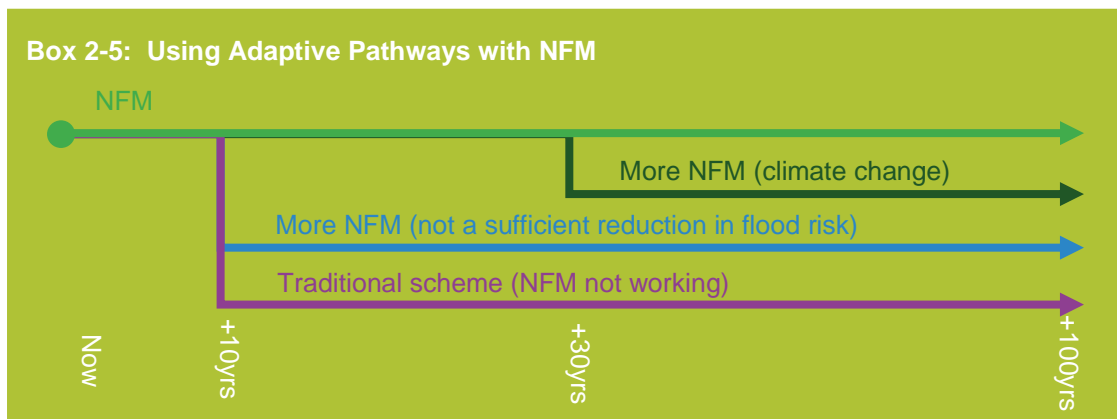 Box 2-5: Using Adaptive Pathways with NFM
NFM
More NFM (climate change)
More NFM (not a sufficient reduction in flood risk)
Traditional scheme (NFM not working)
Now
+10yrs
+30yrs
+100yrs